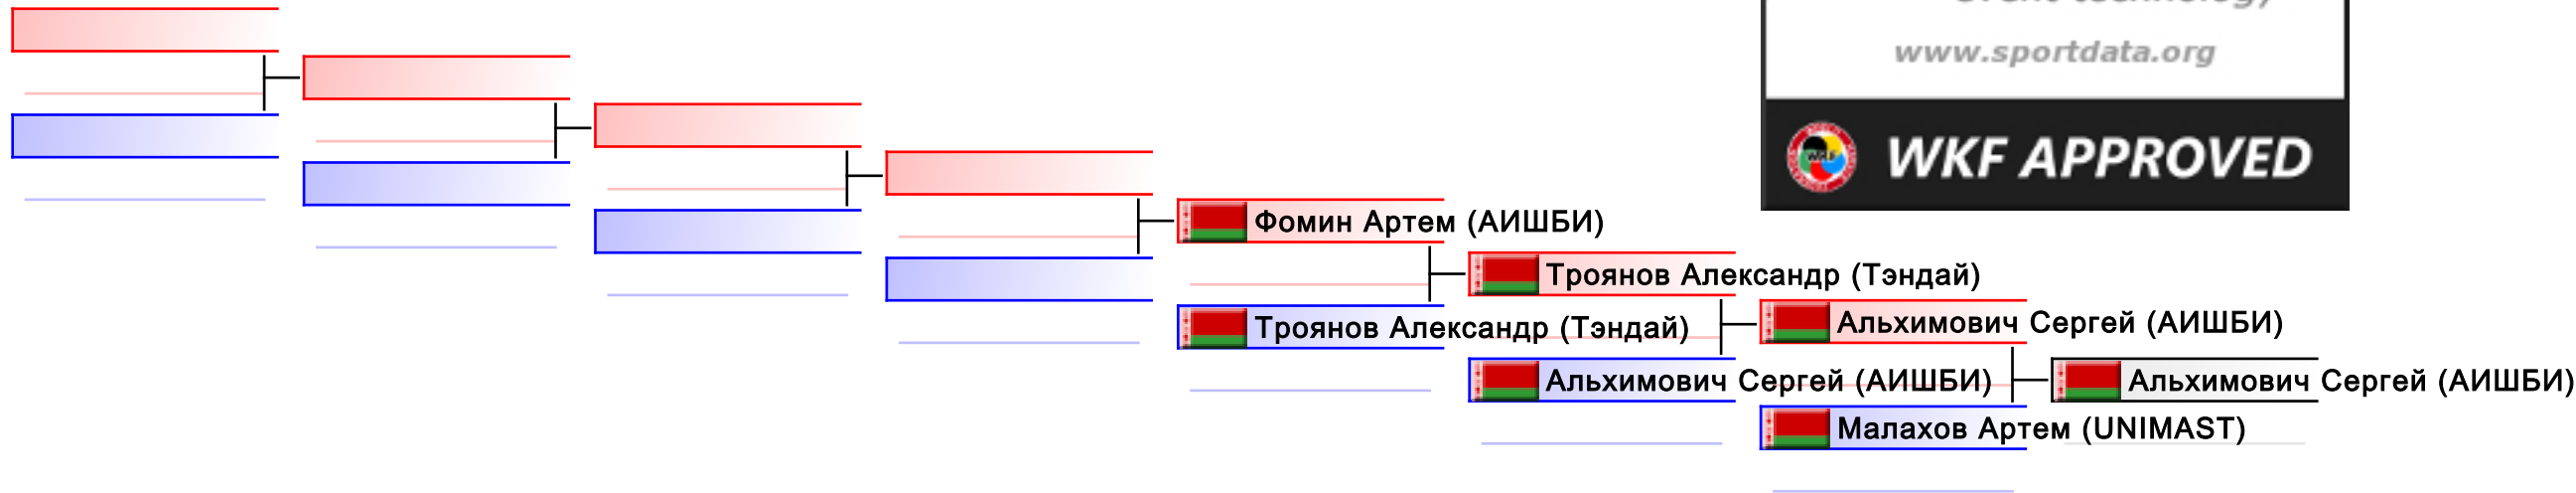 www.sportdata.org
WKF APPROVED
Фомин Артем (АИШБИ)
Троянов Александр (Тэндай)
Троянов Александр (Тэндай)
Альхимович Сергей (АИШБИ)
Альхимович Сергей (АИШБИ)
Альхимович Сергей (АИШБИ)
Малахов Артем (UNIMAST)